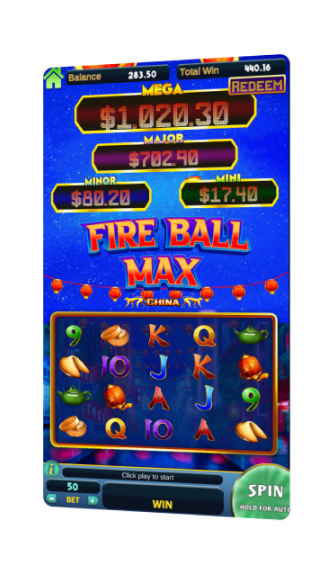 Balance 283.50 Total Win 440.16
REDEEM
MEGA
$1,020.30
MAJOR
$702.90
MINOR MINI
$80.20 $17.40
FIRE BALL
MAX
CHINA
9 K Q
10 J K
A J 9
Q 10 A
i Click play to start
50
- BET + WIN
SPIN
HOLD FOR AUTO